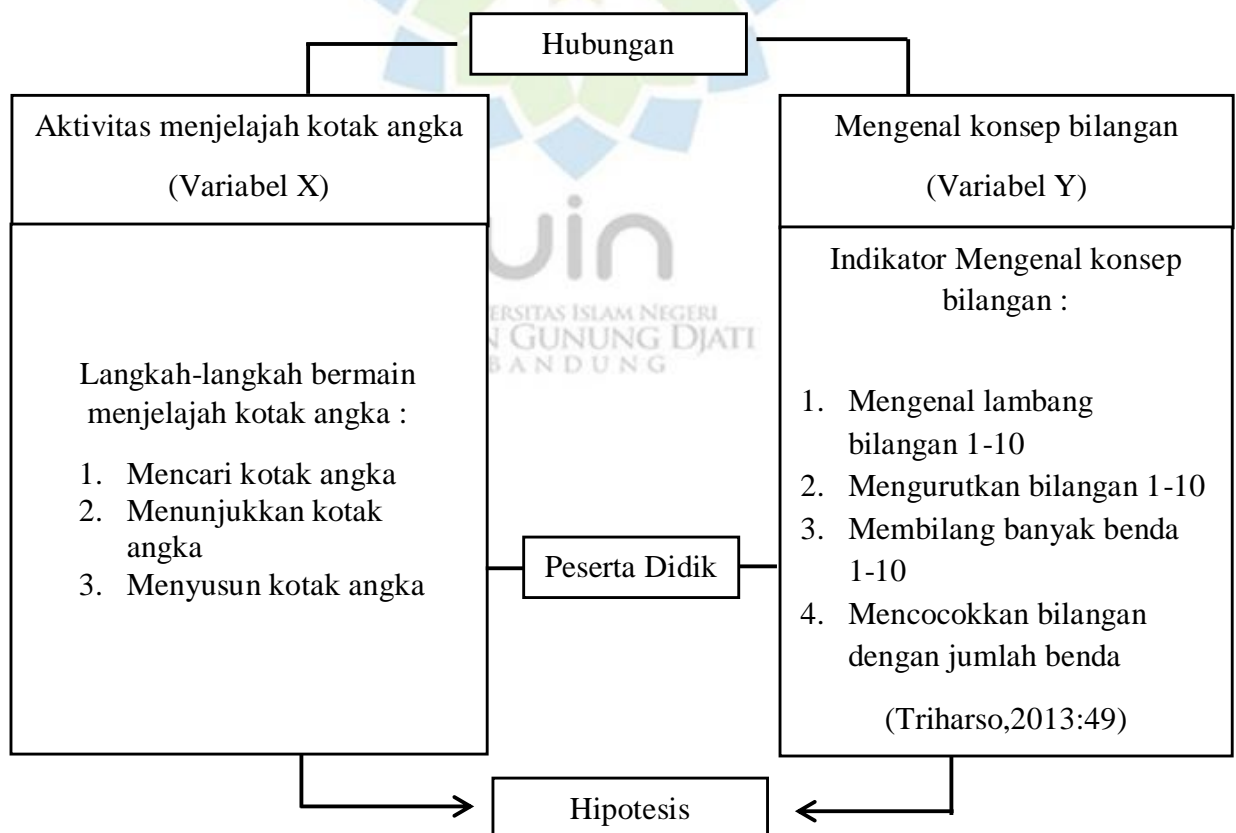 Hubungan
Aktivitas menjelajah kotak angka
(Variabel X)
Mengenal konsep bilangan
(Variabel Y)
Langkah-langkah bermain
menjelajah kotak angka :
1. Mencari kotak angka
2. Menunjukkan kotak
angka
3. Menyusun kotak angka
uin
ERSITAS ISLAM NEGERI
N GUNUNG DJATI
BANDUNG
Peserta Didik
Indikator Mengenal konsep
bilangan :
1. Mengenal lambang
bilangan 1-10
2. Mengurutkan bilangan 1-10
3. Membilang banyak benda
1-10
4. Mencocokkan bilangan
dengan jumlah benda
(Triharso,2013:49)
Hipotesis